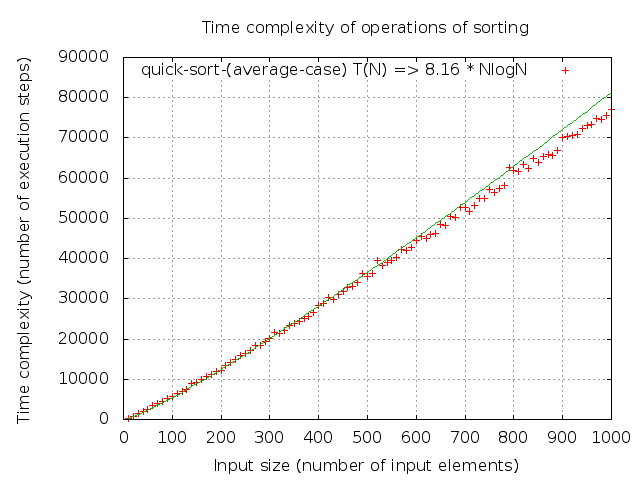 Time complexity of operations of sorting
quick-sort-(average-case) T(N) => 8.16 * NlogN
Time complexity (number of execution steps)
90000
80000
70000
60000
50000
40000
30000
20000
10000
0
0 100 200 300 400 500 600 700 800 900 1000
Input size (number of input elements)